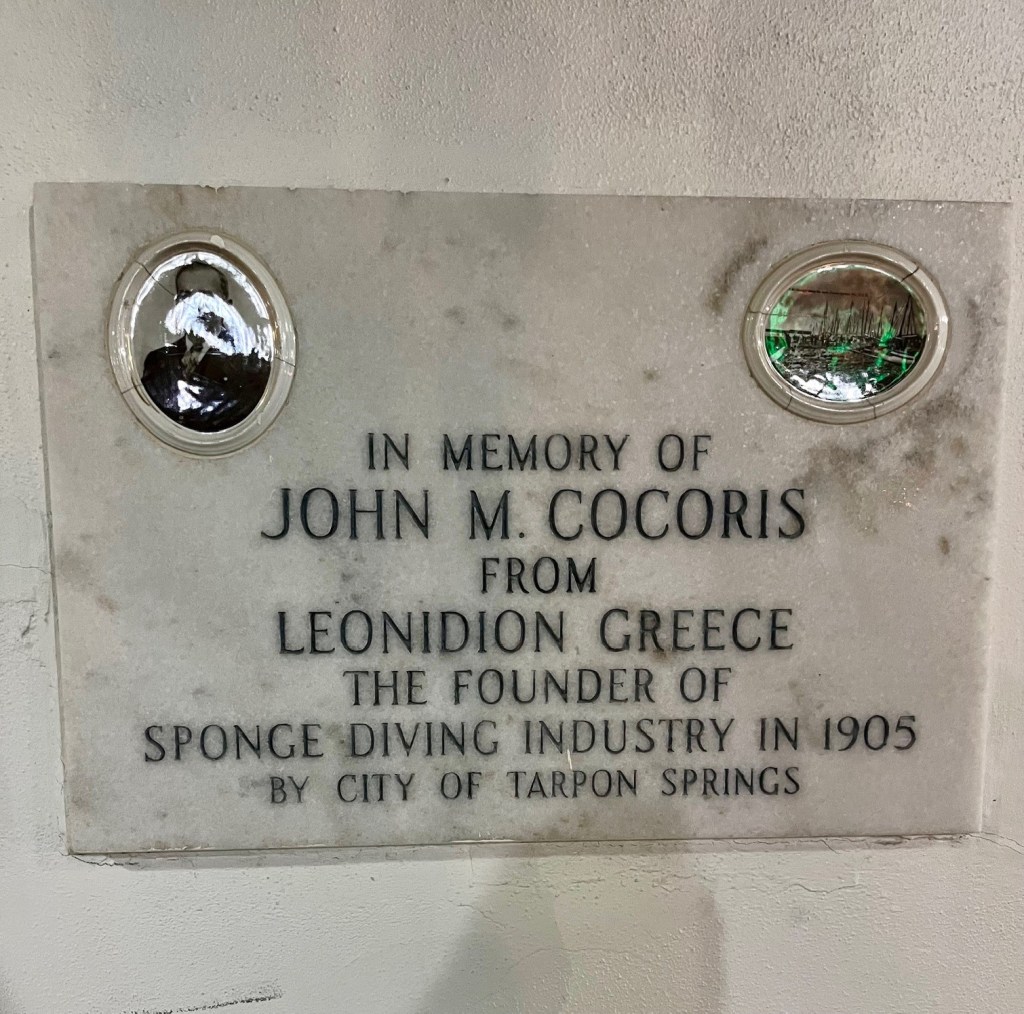 IN MEMORY OF
JOHN M. COCORIS
FROM
LEONIDION GREECE
THE FOUNDER OF
SPONGE DIVING INDUSTRY IN 1905
BY CITY OF TARPON SPRINGS